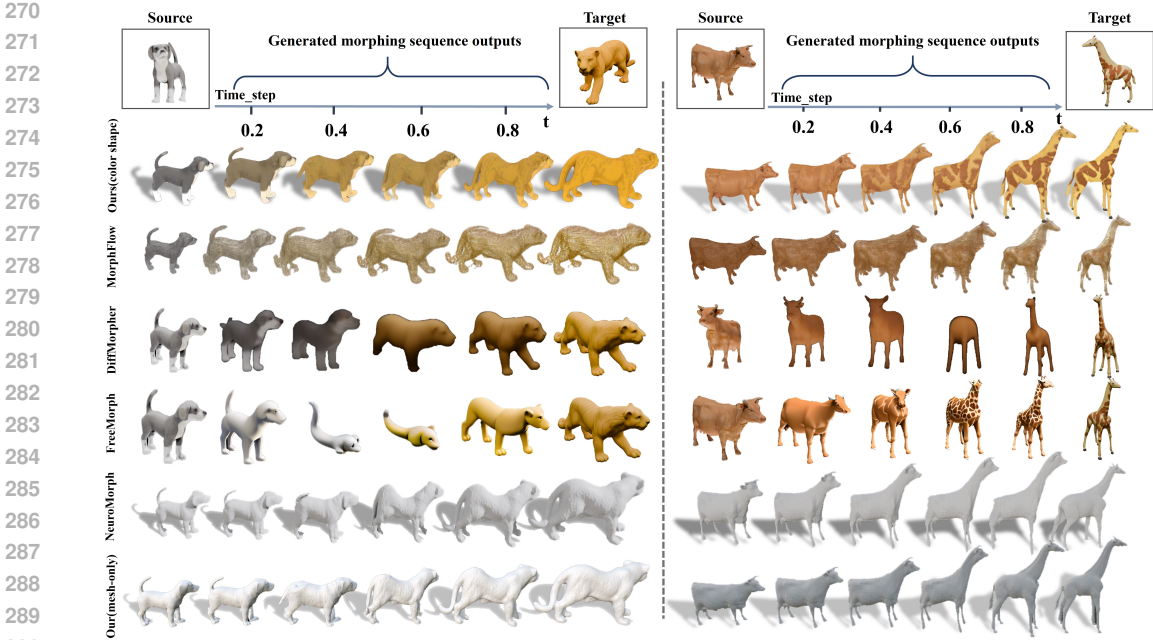 270
271
272
273
274
275
276
277
278
279
280
281
282
283
284
285
286
287
288
289
Source
Generated morphing sequence outputs
Target
Time_step
0.2
0.4
0.6
0.8
t
Source
Generated morphing sequence outputs
Target
Time_step
0.2
0.4
0.6
0.8
t
Ours(color shape)
MorphFlow
DiffMorpher
FreeMorph
NeuroMorph
Our(mesh-only)